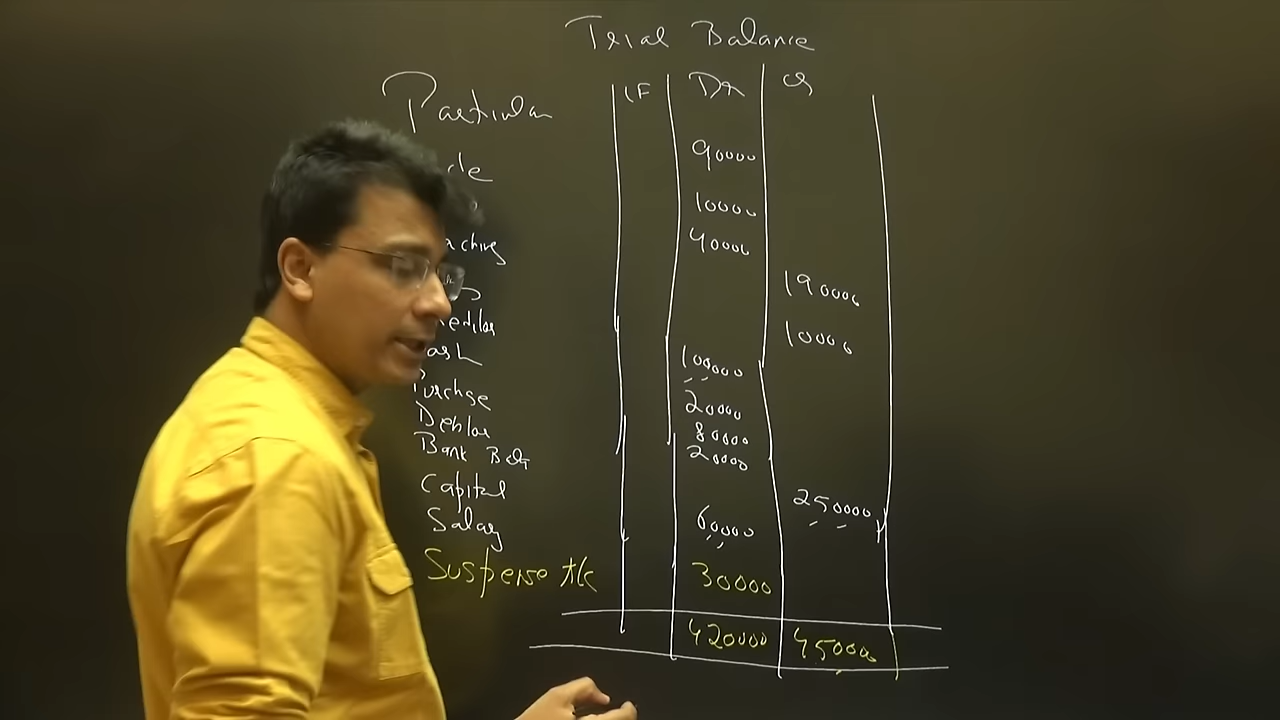 Trial Balance
Particular LF Dr Cr
90000
10000
40000
190000
10000
ash 100000
Purchase 20000
Debtor 80000
Bank 20000
Capital 250000
Salary 60000
Suspense A/c 30000
420000 450000